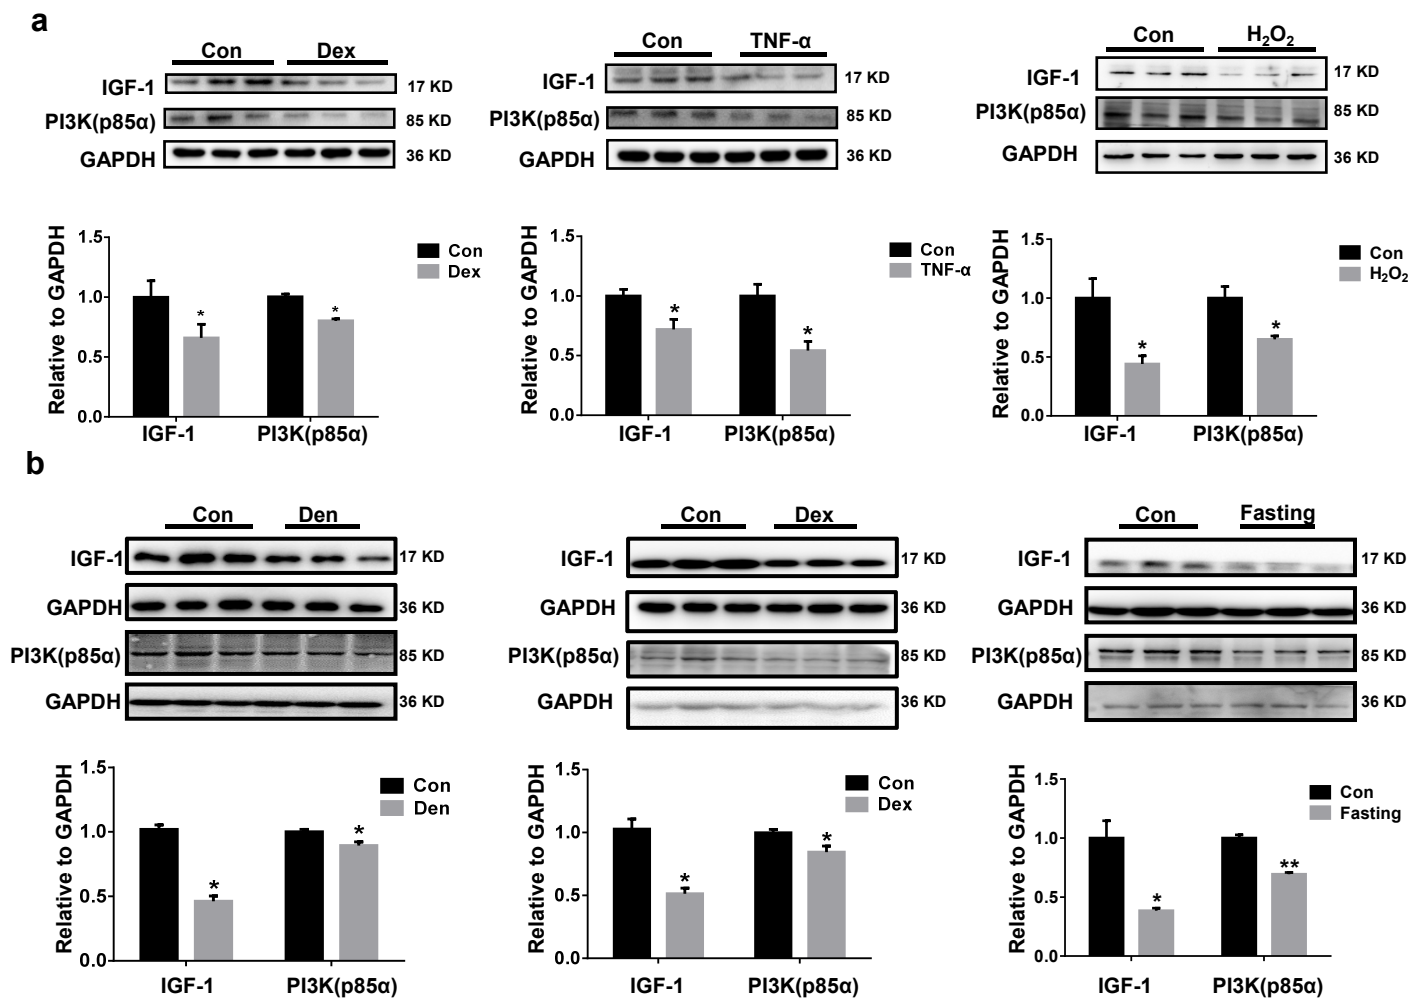 a
Con Dex
IGF-1 17 KD
PI3K(p85α) 85 KD
GAPDH 36 KD
Con TNF-α
IGF-1 17 KD
PI3K(p85α) 85 KD
GAPDH 36 KD
Con H₂O₂
IGF-1 17 KD
PI3K(p85α) 85 KD
GAPDH 36 KD
Relative to GAPDH
1.5
1.0
0.5
0.0
* *
IGF-1 PI3K(p85α)
Con
Dex
Relative to GAPDH
1.5
1.0
0.5
0.0
* *
IGF-1 PI3K(p85α)
Con
TNF-α
Relative to GAPDH
1.5
1.0
0.5
0.0
* *
IGF-1 PI3K(p85α)
Con
H₂O₂
b
Con Den
IGF-1 17 KD
GAPDH 36 KD
PI3K(p85α) 85 KD
GAPDH 36 KD
Con Dex
IGF-1 17 KD
GAPDH 36 KD
PI3K(p85α) 85 KD
GAPDH 36 KD
Con Fasting
IGF-1 17 KD
GAPDH 36 KD
PI3K(p85α) 85 KD
GAPDH 36 KD
Relative to GAPDH
1.5
1.0
0.5
0.0
* *
IGF-1 PI3K(p85α)
Con
Den
Relative to GAPDH
1.5
1.0
0.5
0.0
* *
IGF-1 PI3K(p85α)
Con
Dex
Relative to GAPDH
1.5
1.0
0.5
0.0
* **
IGF-1 PI3K(p85α)
Con
Fasting